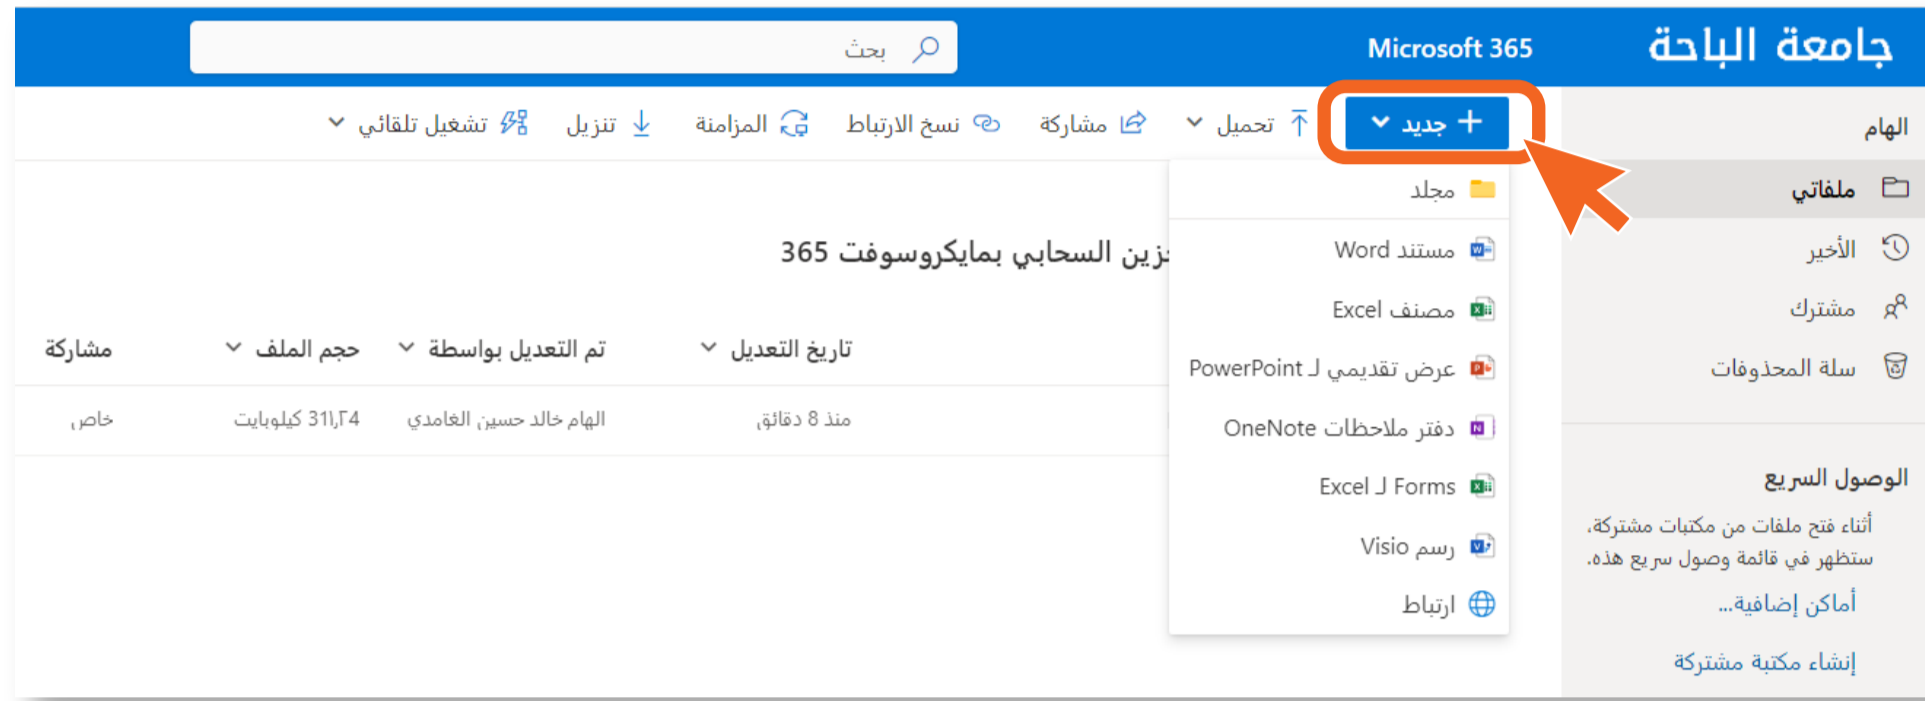 جامعة الباحة
Microsoft 365
بحث
جديد
تحميل
مشاركة
نسخ الارتباط
المزامنة
تنزيل
تشغيل تلقائي
الهام
ملفاتي
الأخير
مشترك
سلة المحذوفات
الوصول السريع
أثناء فتح ملفات من مكتبات مشتركة،
ستظهر في قائمة وصول سريع هذه.
أماكن إضافية...
إنشاء مكتبة مشتركة
مجلد
مستند Word
مصنف Excel
عرض تقديمي لـ PowerPoint
دفتر ملاحظات OneNote
Forms لـ Excel
رسم Visio
ارتباط
السحابي بمايكروسوفت 365
تاريخ التعديل
تم التعديل بواسطة
حجم الملف
مشاركة
منذ 8 دقائق
الهام خالد حسين الغامدي
311,٢4 كيلوبايت
خاص